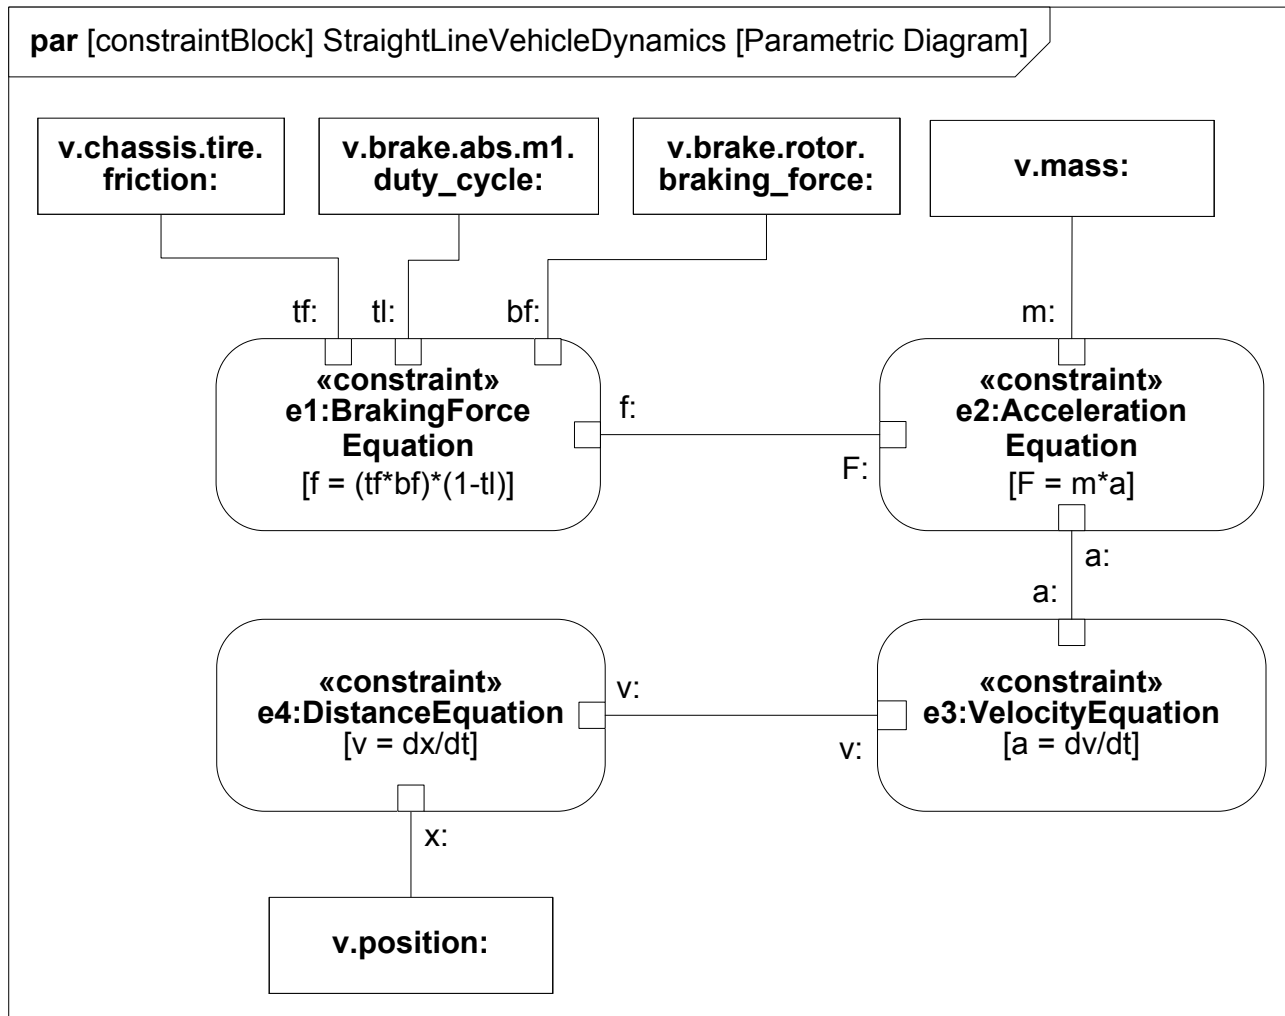 par [constraintBlock] StraightLineVehicleDynamics [Parametric Diagram]
v.chassis.tire.
friction:
v.brake.abs.m1.
duty_cycle:
v.brake.rotor.
braking_force:
v.mass:
tf:
tl:
bf:
m:
«constraint»
e1:BrakingForce
Equation
[f = (tf*bf)*(1-tl)]
f:
F:
«constraint»
e2:Acceleration
Equation
[F = m*a]
a:
a:
«constraint»
e4:DistanceEquation
[v = dx/dt]
v:
v:
«constraint»
e3:VelocityEquation
[a = dv/dt]
x:
v.position: